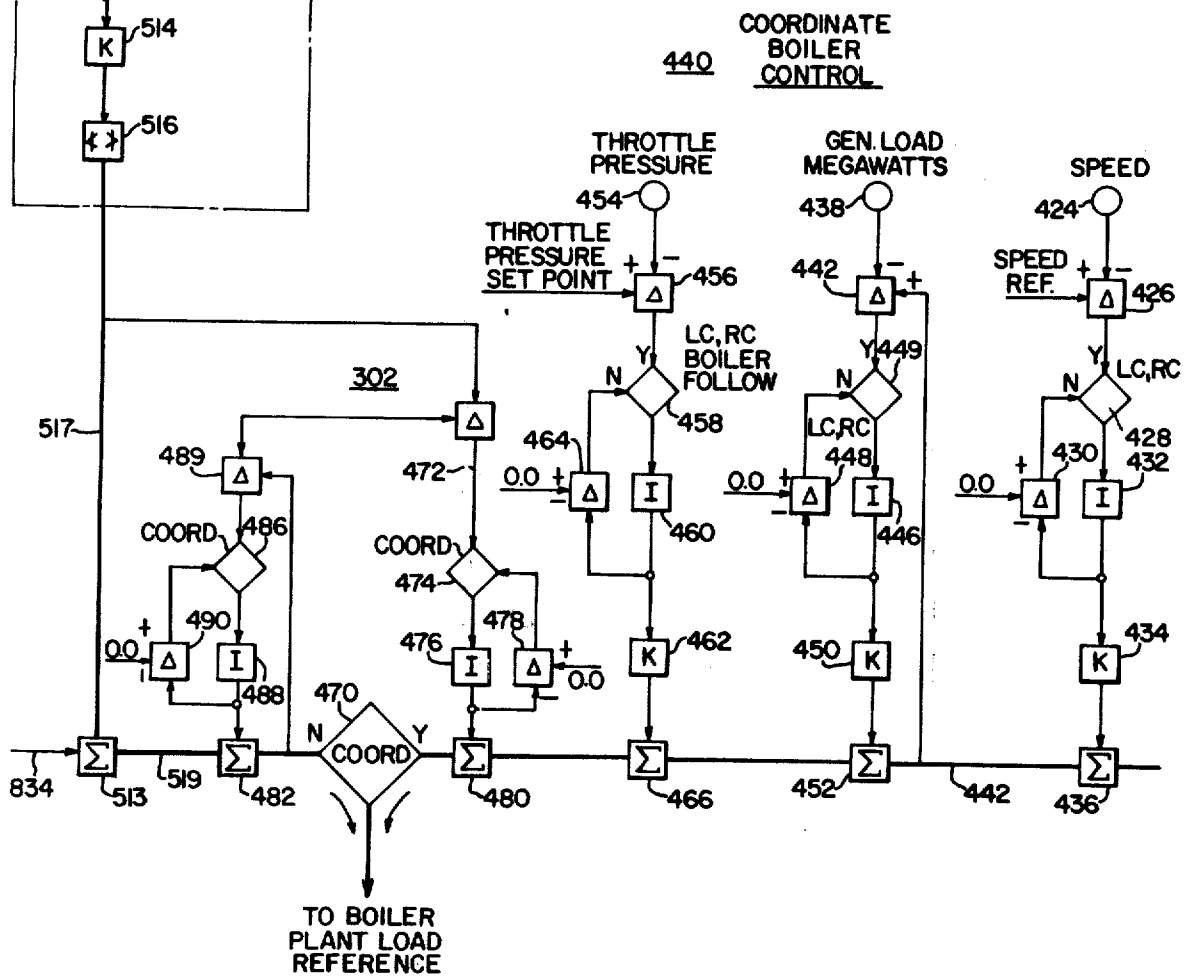 514
K
516
< >
COORDINATE
BOILER
CONTROL
440
THROTTLE
PRESSURE
454
GEN. LOAD
MEGAWATTS
438
SPEED
424
THROTTLE
PRESSURE
SET POINT
+ -
Δ
456
442
Δ
-
+
SPEED
REF.
+ -
Δ
426
302
LC, RC
BOILER
FOLLOW
Y
N
458
Y
449
N
LC, RC
Y
LC, RC
N
428
517
Δ
472
489
Δ
464
0.0
+
-
Δ
I
460
0.0
+
-
Δ
448
I
446
0.0
+
-
Δ
430
I
432
COORD
486
COORD
474
490
0.0
+
-
Δ
I
488
476
I
478
Δ
+
-
0.0
K
462
450
K
434
K
470
N
COORD
Y
834
Σ
513
519
Σ
482
Σ
480
Σ
466
Σ
452
442
Σ
436
TO BOILER
PLANT LOAD
REFERENCE